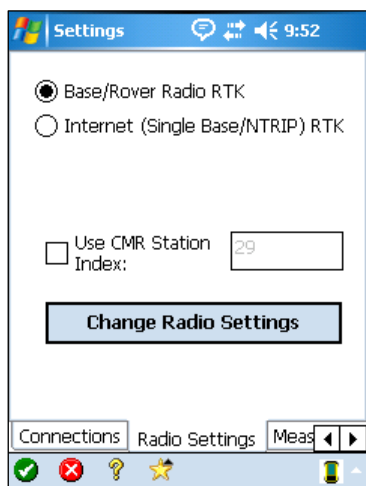 Settings 9:52
Base/Rover Radio RTK
Internet (Single Base/NTRIP) RTK
Use CMR Station
Index:
29
Change Radio Settings
Connections Radio Settings Meas